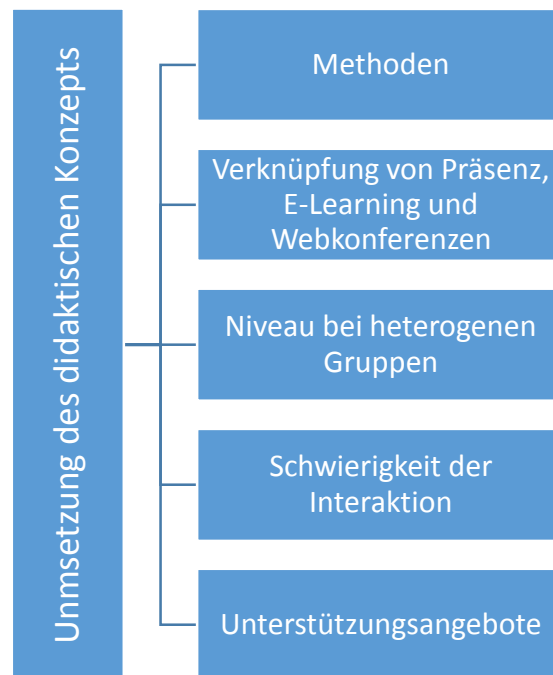 Unmsetzung des didaktischen Konzepts
Methoden
Verknüpfung von Präsenz,
E-Learning und
Webkonferenzen
Niveau bei heterogenen
Gruppen
Schwierigkeit der
Interaktion
Unterstützungsangebote